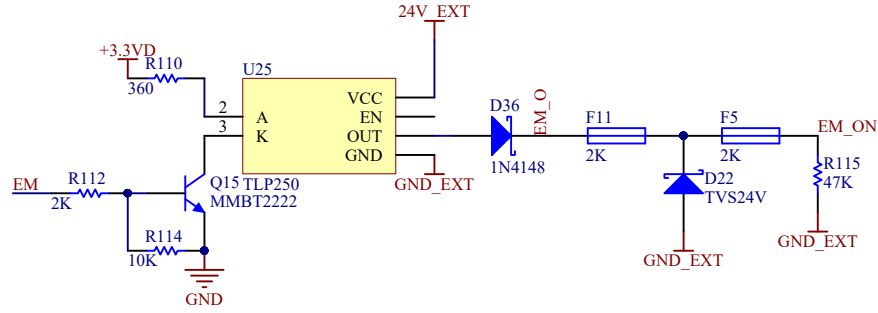 24V_EXT
+3.3VD
R110
360
U25
VCC
EN
OUT
GND
2
A
3
K
TLP250
GND_EXT
D36
1N4148
EM_O
F11
2K
F5
2K
EM_ON
D22
TVS24V
GND_EXT
R115
47K
GND_EXT
EM
R112
2K
Q15
MMBT2222
R114
10K
GND